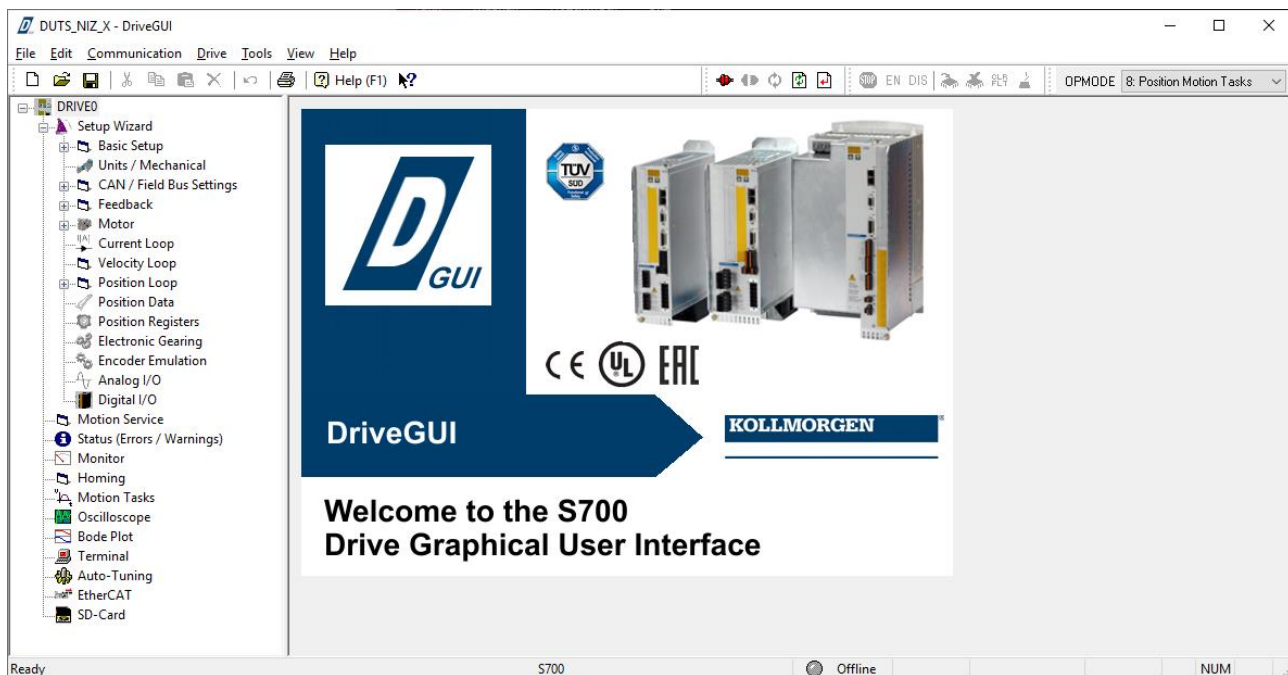 DUTS_NIZ_X - DriveGUI
File Edit Communication Drive Tools View Help
Help (F1) STOP EN DIS OPMODE 8: Position Motion Tasks
DRIVE0
Setup Wizard
Basic Setup
Units / Mechanical
CAN / Field Bus Settings
Feedback
Motor
Current Loop
Velocity Loop
Position Loop
Position Data
Position Registers
Electronic Gearing
Encoder Emulation
Analog I/O
Digital I/O
Motion Service
Status (Errors / Warnings)
Monitor
Homing
Motion Tasks
Oscilloscope
Bode Plot
Terminal
Auto-Tuning
EtherCAT
SD-Card
D
GUI
TÜV
SÜD
CE UL EAC
DriveGUI
KOLLMORGEN®
Welcome to the S700
Drive Graphical User Interface
Ready S700 Offline NUM